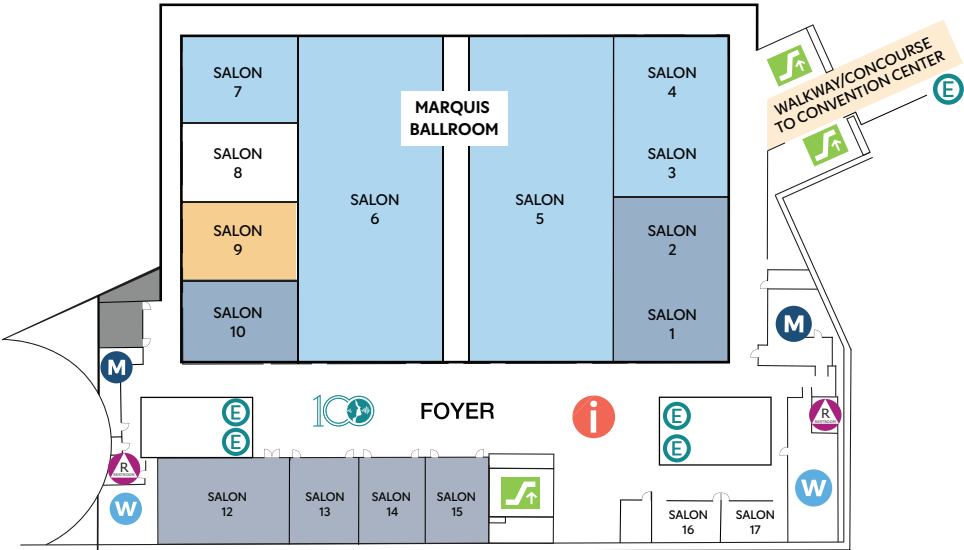 SALON
7
SALON
8
SALON
9
SALON
10
SALON
6
MARQUIS
BALLROOM
SALON
5
SALON
4
SALON
3
SALON
2
SALON
1
WALKWAY/CONCOURSE
TO CONVENTION CENTER
E
M
M
E
E
100
FOYER
i
E
E
R
RESTROOM
R
RESTROOM
W
W
SALON
12
SALON
13
SALON
14
SALON
15
SALON
16
SALON
17